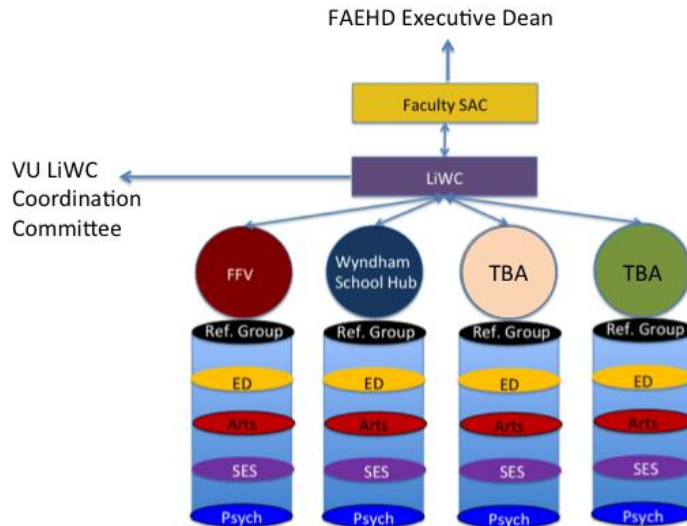 FAEHD Executive Dean
Faculty SAC
VU LiWC
Coordination
Committee
LiWC
FFV
Wyndham
School Hub
TBA
TBA
Ref. Group
Ref. Group
Ref. Group
Ref. Group
ED
ED
ED
ED
Arts
Arts
Arts
Arts
SES
SES
SES
SES
Psych
Psych
Psych
Psych